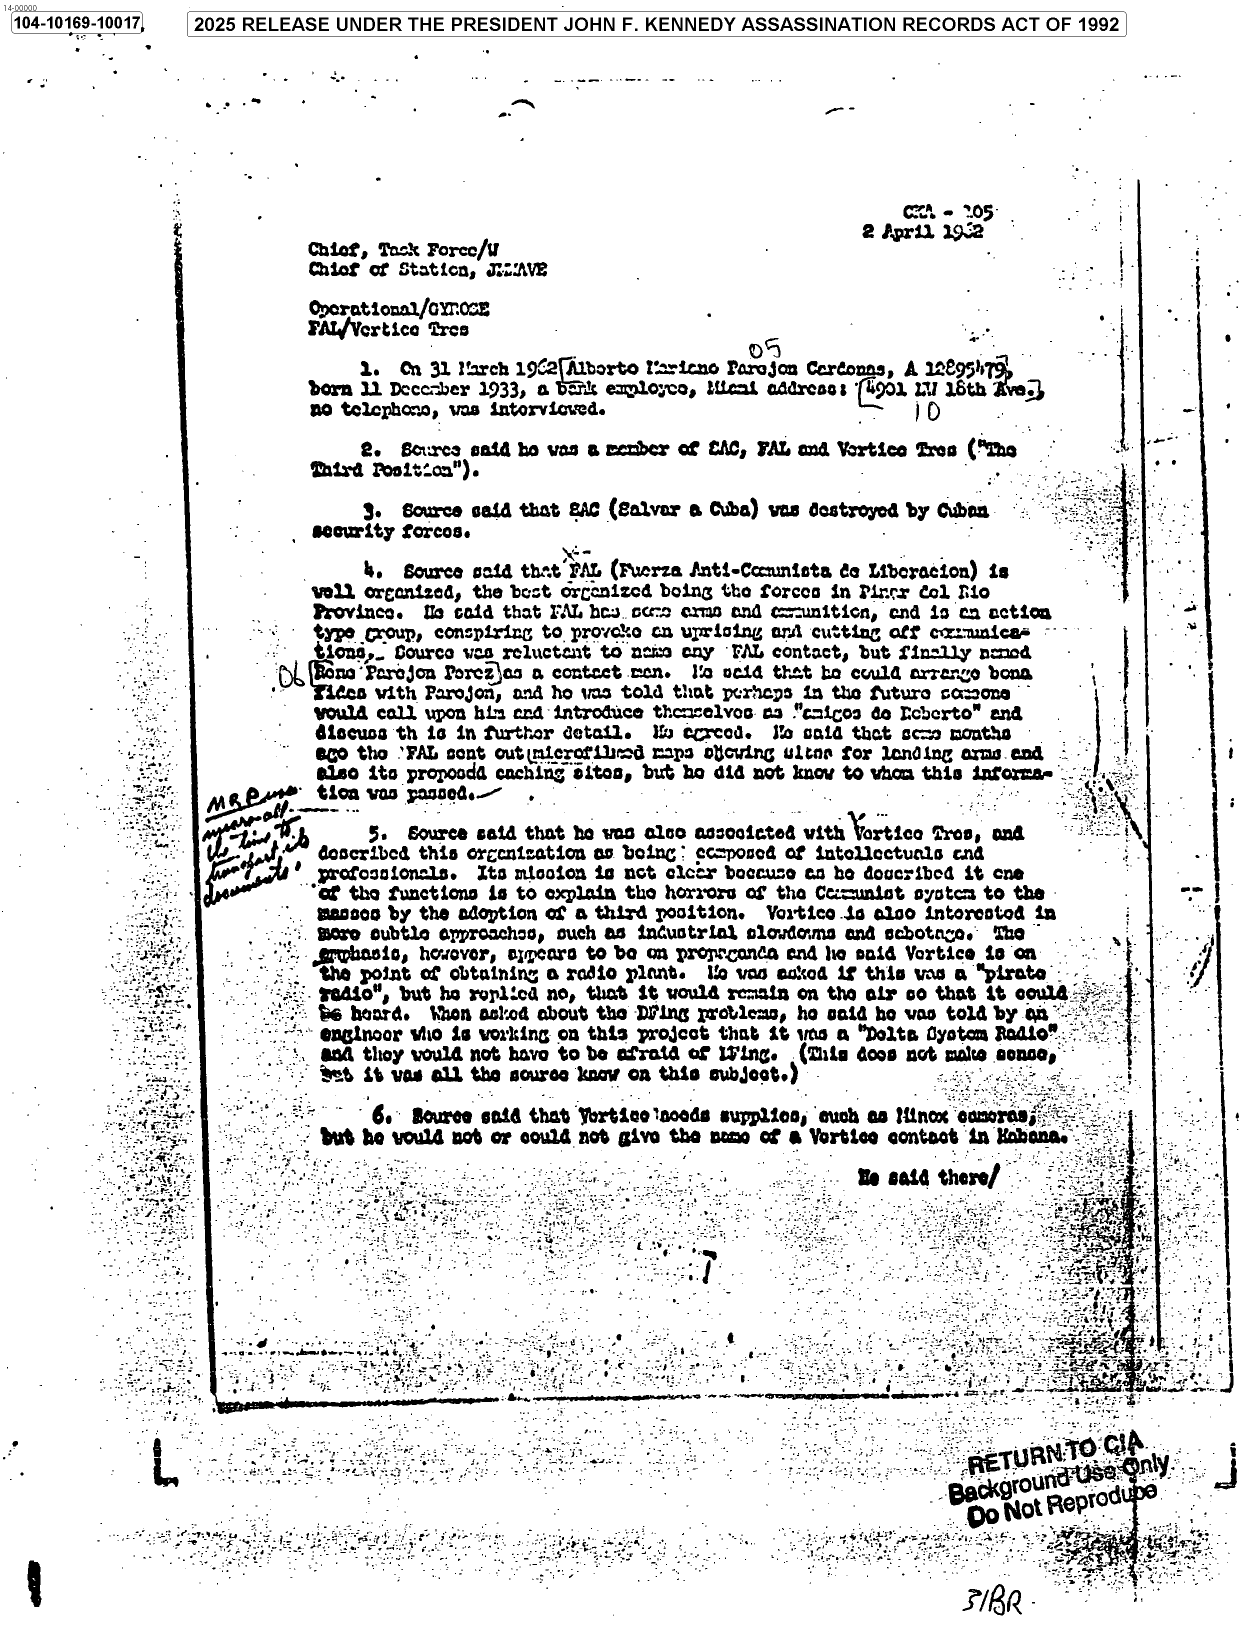 14-00000
104-10169-10017
2025 RELEASE UNDER THE PRESIDENT JOHN F. KENNEDY ASSASSINATION RECORDS ACT OF 1992
2 April 1962
Chief, Task Force/W
Chief of Station, JMWAVE
Operational/GYROSE
FAL/Vertice Tres
05
1. On 31 March 1962 Alberto Mariano Parojon Cardenas, A 12895479,
born 11 December 1933, a bank employee, Miami address: 4901 NW 18th Ave.,
no telephone, was interviewed.
10
2. Source said he was a member of SAC, FAL and Vertice Tres ("The
Third Position").
3. Source said that SAC (Salvar a Cuba) was destroyed by Cuban
security forces.
4. Source said that FAL (Fuerza Anti-Comunista de Liberacion) is
well organized, the best organized being the forces in Pinar del Rio
Province. He said that FAL has some arms and ammunition, and is an action
type group, conspiring to provoke an uprising and cutting off communica-
tions. Source was reluctant to name any FAL contact, but finally named
06 Rene Parojon Perez as a contact man. He said that he could arrange bona
fides with Parojon, and he was told that perhaps in the future someone
would call upon him and introduce themselves as "amigos de Roberto" and
discuss th is in further detail. He agreed. He said that some months
ago the FAL sent out microfilmed maps showing sites for landing arms and
also its proposdd caching sites, but he did not know to whom this informa-
tion was passed.
MRP was
the link to
transport
documents.
5. Source said that he was also associated with Vertice Tres, and
described this organization as being composed of intellectuals and
professionals. Its mission is not clear because as he described it one
of the functions is to explain the horrors of the Communist system to the
masses by the adoption of a third position. Vertice is also interested in
more subtle approaches, such as industrial slowdowns and sabotage. The
emphasis, however, appears to be on propaganda and he said Vertice is on
the point of obtaining a radio plant. He was asked if this was a "pirate
radio", but he replied no, that it would remain on the air so that it could
be heard. When asked about the DFing problems, he said he was told by an
engineer who is working on this project that it was a "Delta System Radio"
and they would not have to be afraid of DFing. (This does not make sense,
but it was all the source knew on this subject.)
6. Source said that Vertice needs supplies, such as Minox cameras,
but he would not or could not give the name of a Vertice contact in Habana.
He said there/
RETURN TO CIA
Background Use Only
Do Not Reproduce
31BR